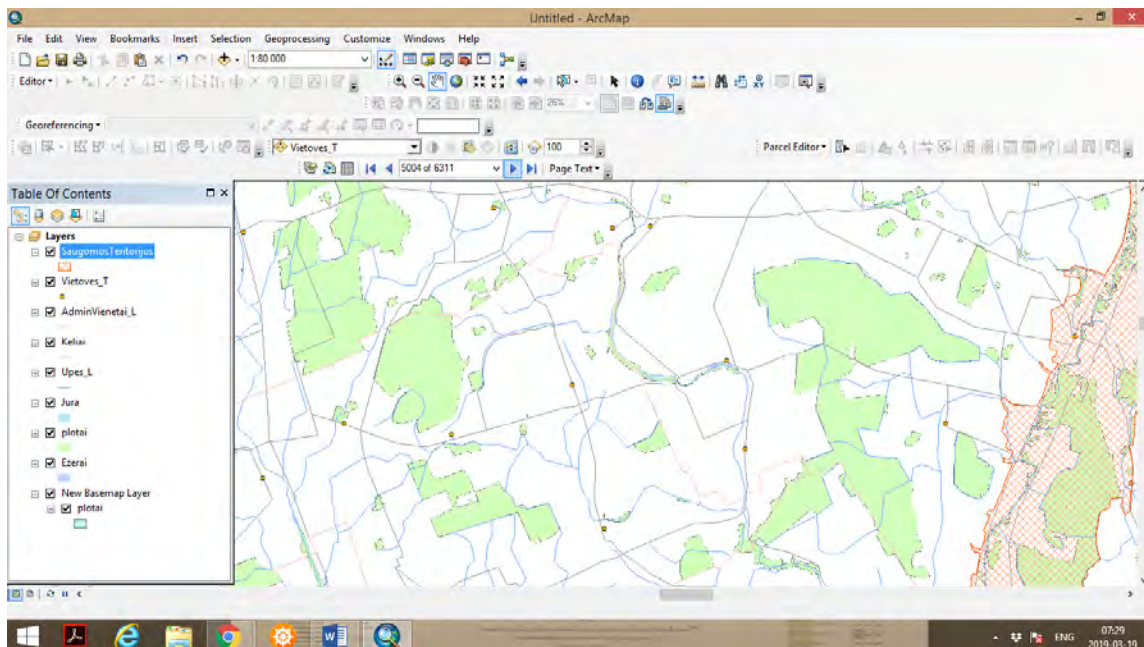 Untitled - ArcMap
File Edit View Bookmarks Insert Selection Geoprocessing Customize Windows Help
1:80 000
Editor
26%
Georeferencing
Vietoves_T 100 Parcel Editor
5004 of 6311 Page Text
Table Of Contents
Layers
SaugomosTeritorijos
Vietoves_T
AdminVienetai_L
Keliai
Upes_L
Jura
plotai
Ezerai
New Basemap Layer
plotai
ENG 07:29
2019-03-19